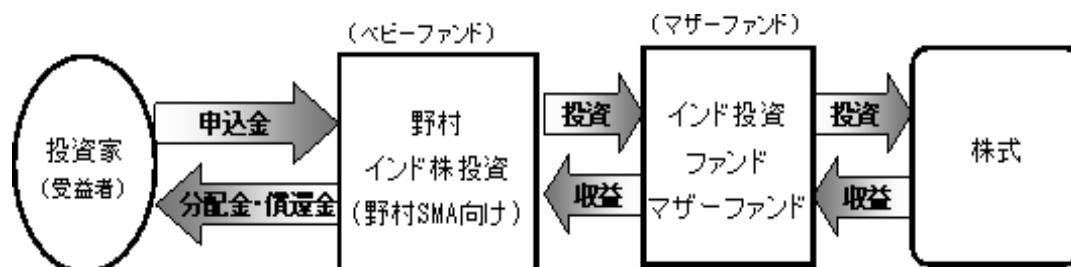 (ベビーファンド)
(マザーファンド)
投資家
(受益者)
申込金
分配金・償還金
野村
インド株投資
(野村SMA向け)
投資
収益
インド投資
ファンド
マザーファンド
投資
収益
株式